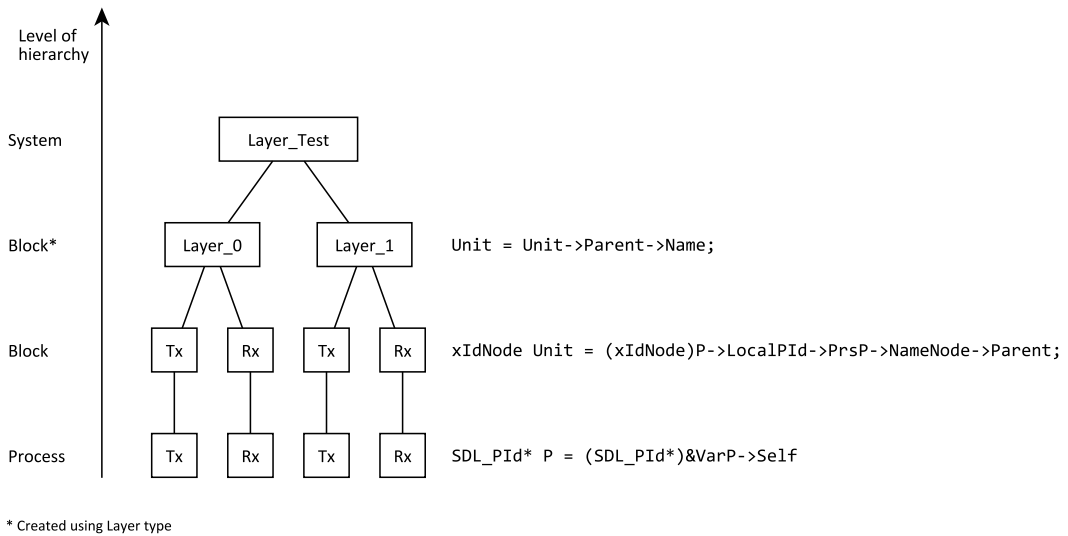 Level of
hierarchy
System
Layer_Test
Block*
Layer_0
Layer_1
Unit = Unit->Parent->Name;
Block
Tx
Rx
Tx
Rx
xIdNode Unit = (xIdNode)P->LocalPId->PrsP->NameNode->Parent;
Process
Tx
Rx
Tx
Rx
SDL_PId* P = (SDL_PId*)&VarP->Self
* Created using Layer type